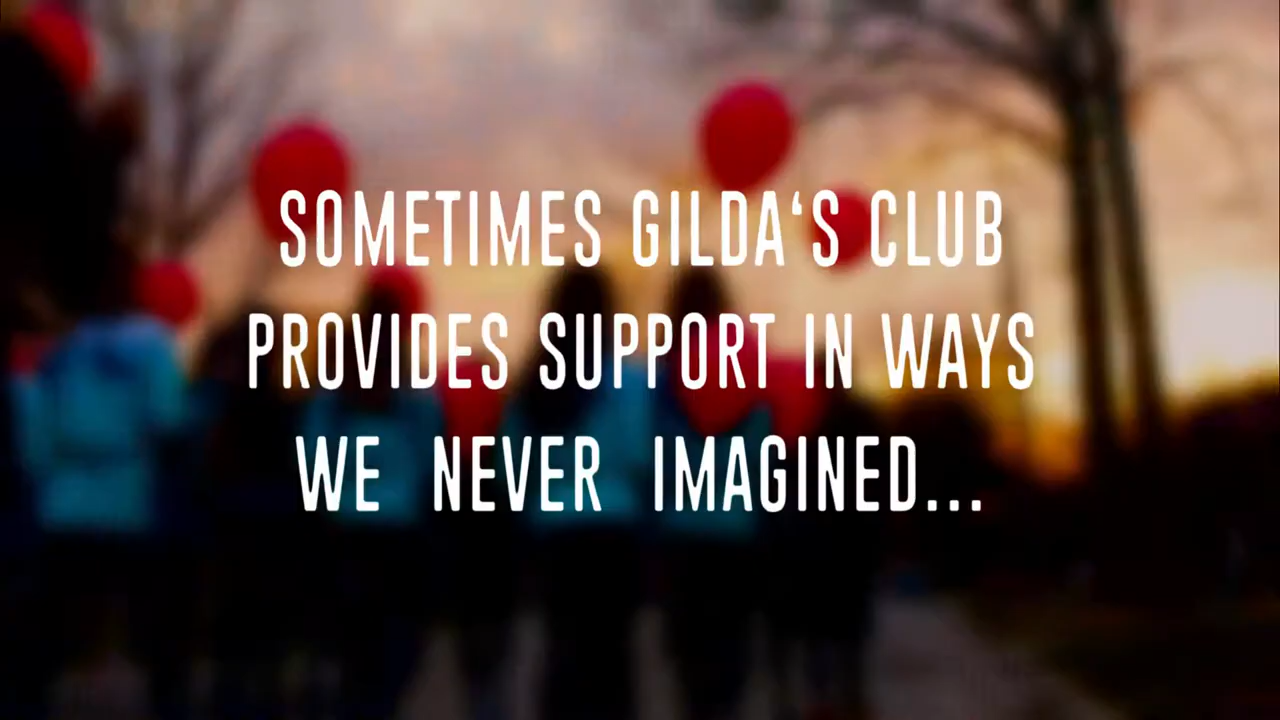 SOMETIMES GILDA‘S CLUB
PROVIDES SUPPORT IN WAYS
WE NEVER IMAGINED...